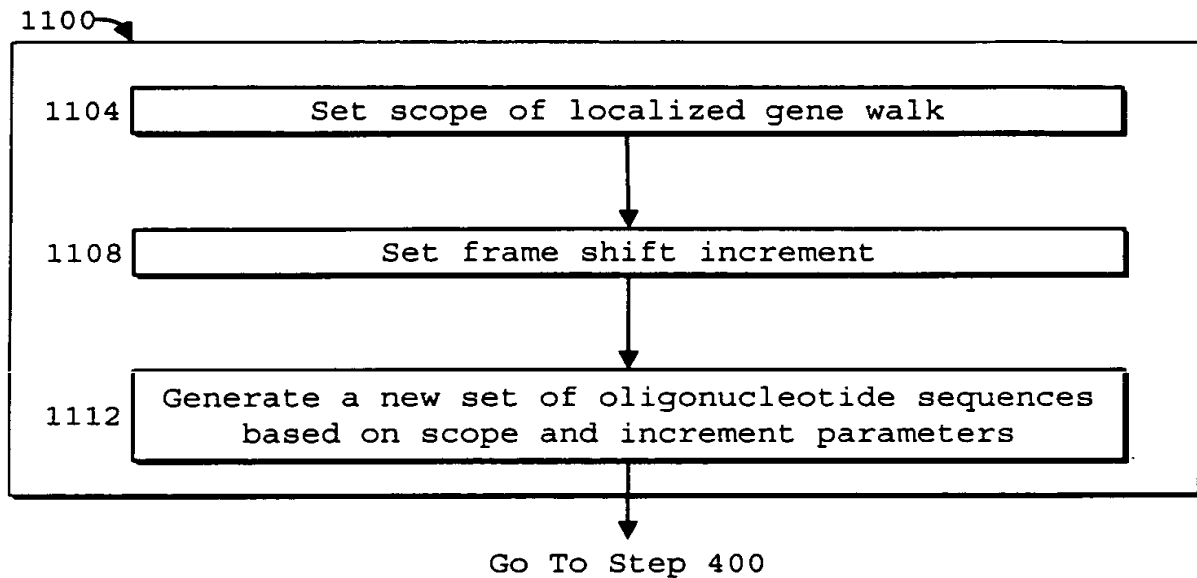 1100
1104 Set scope of localized gene walk
1108 Set frame shift increment
Generate a new set of oligonucleotide sequences
1112
based on scope and increment parameters
Go To Step 400